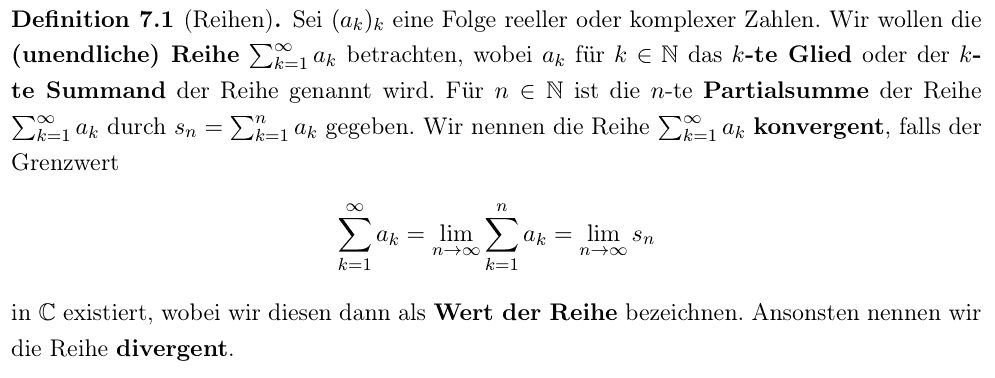 Definition 7.1 (Reihen). Sei (a_k)_k eine Folge reeller oder komplexer Zahlen. Wir wollen die
(unendliche) Reihe ∑_{k=1}^∞ a_k betrachten, wobei a_k für k ∈ ℕ das k-te Glied oder der k-
te Summand der Reihe genannt wird. Für n ∈ ℕ ist die n-te Partialsumme der Reihe
∑_{k=1}^∞ a_k durch s_n = ∑_{k=1}^n a_k gegeben. Wir nennen die Reihe ∑_{k=1}^∞ a_k konvergent, falls der
Grenzwert
∑_{k=1}^∞ a_k = lim_{n→∞} ∑_{k=1}^n a_k = lim_{n→∞} s_n
in ℂ existiert, wobei wir diesen dann als Wert der Reihe bezeichnen. Ansonsten nennen wir
die Reihe divergent.